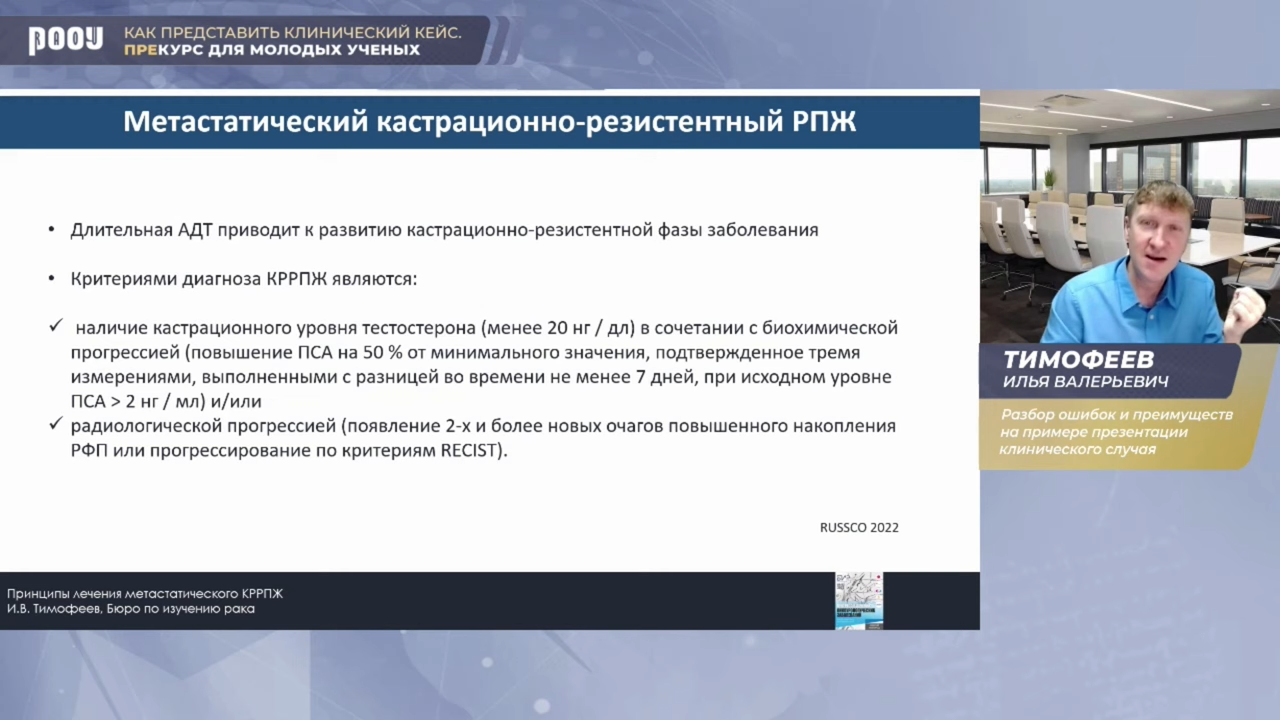 РООУ
КАК ПРЕДСТАВИТЬ КЛИНИЧЕСКИЙ КЕЙС.
ПРЕКУРС ДЛЯ МОЛОДЫХ УЧЕНЫХ
Метастатический кастрационно-резистентный РПЖ
• Длительная АДТ приводит к развитию кастрационно-резистентной фазы заболевания
• Критериями диагноза КРРПЖ являются:
✓ наличие кастрационного уровня тестостерона (менее 20 нг / дл) в сочетании с биохимической
прогрессией (повышение ПСА на 50 % от минимального значения, подтвержденное тремя
измерениями, выполненными с разницей во времени не менее 7 дней, при исходном уровне
ПСА > 2 нг / мл) и/или
✓ радиологической прогрессией (появление 2-х и более новых очагов повышенного накопления
РФП или прогрессирование по критериям RECIST).
RUSSCO 2022
Принципы лечения метастатического КРРПЖ
И.В. Тимофеев, Бюро по изучению рака
ТИМОФЕЕВ
ИЛЬЯ ВАЛЕРЬЕВИЧ
Разбор ошибок и преимуществ
на примере презентации
клинического случая